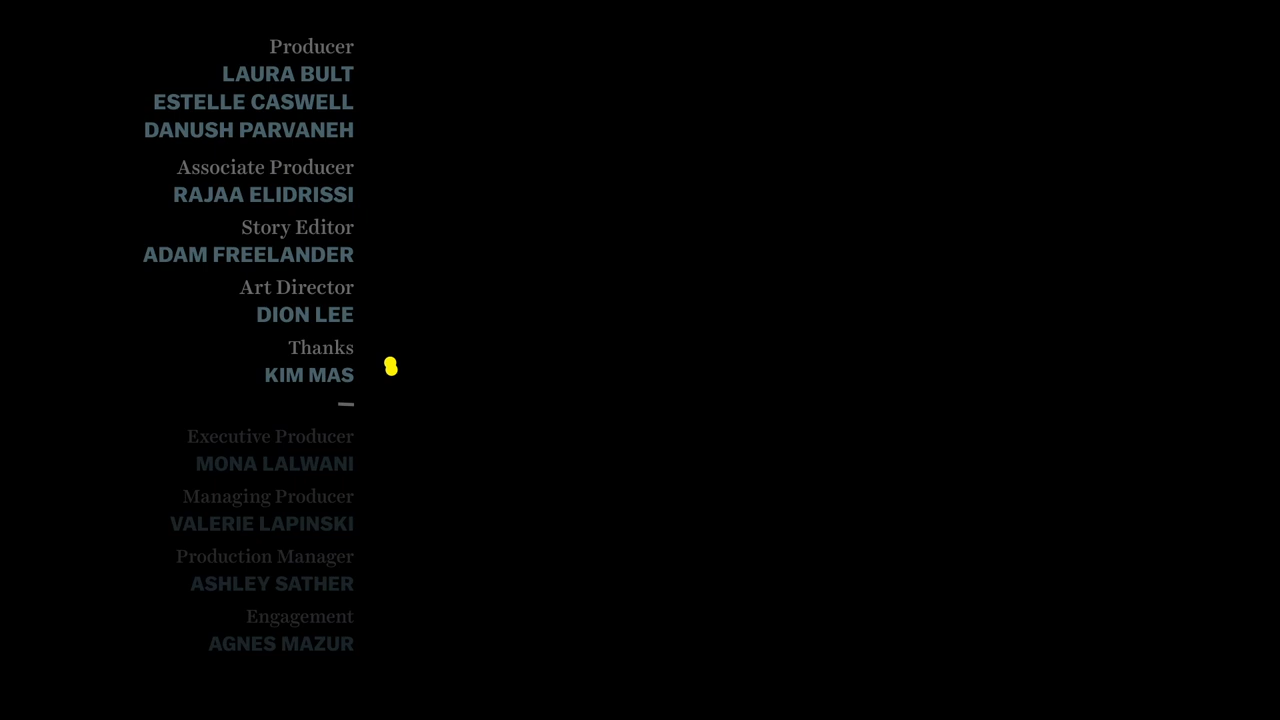 Producer
LAURA BULT
ESTELLE CASWELL
DANUSH PARVANEH
Associate Producer
RAJAA ELIDRISSI
Story Editor
ADAM FREELANDER
Art Director
DION LEE
Thanks
KIM MAS
—
Executive Producer
MONA LALWANI
Managing Producer
VALERIE LAPINSKI
Production Manager
ASHLEY SATHER
Engagement
AGNES MAZUR